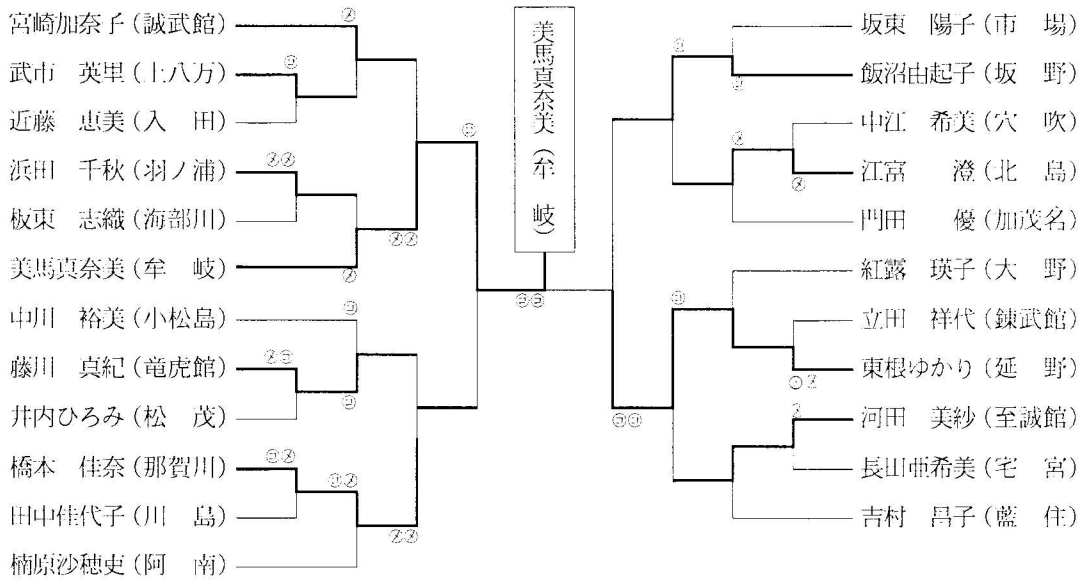 宮崎加奈子(誠武館)
武市　英里(上八万)
近藤　恵美(入　田)
浜田　千秋(羽ノ浦)
板東　志織(海部川)
美馬真奈美(牟　岐)
中川　裕美(小松島)
藤川　真紀(竜虎館)
井内ひろみ(松　茂)
橋本　佳奈(那賀川)
田中佳代子(川　島)
楠原沙穂史(阿　南)
美馬真奈美(牟　岐)
坂東　陽子(市　場)
飯沼由起子(坂　野)
中江　希美(穴　吹)
江富　　澄(北　島)
門田　　優(加茂名)
紅露　瑛子(大　野)
立田　祥代(錬武館)
東根ゆかり(延　野)
河田　美紗(至誠館)
長田亜希美(宅　宮)
吉村　昌子(藍　住)